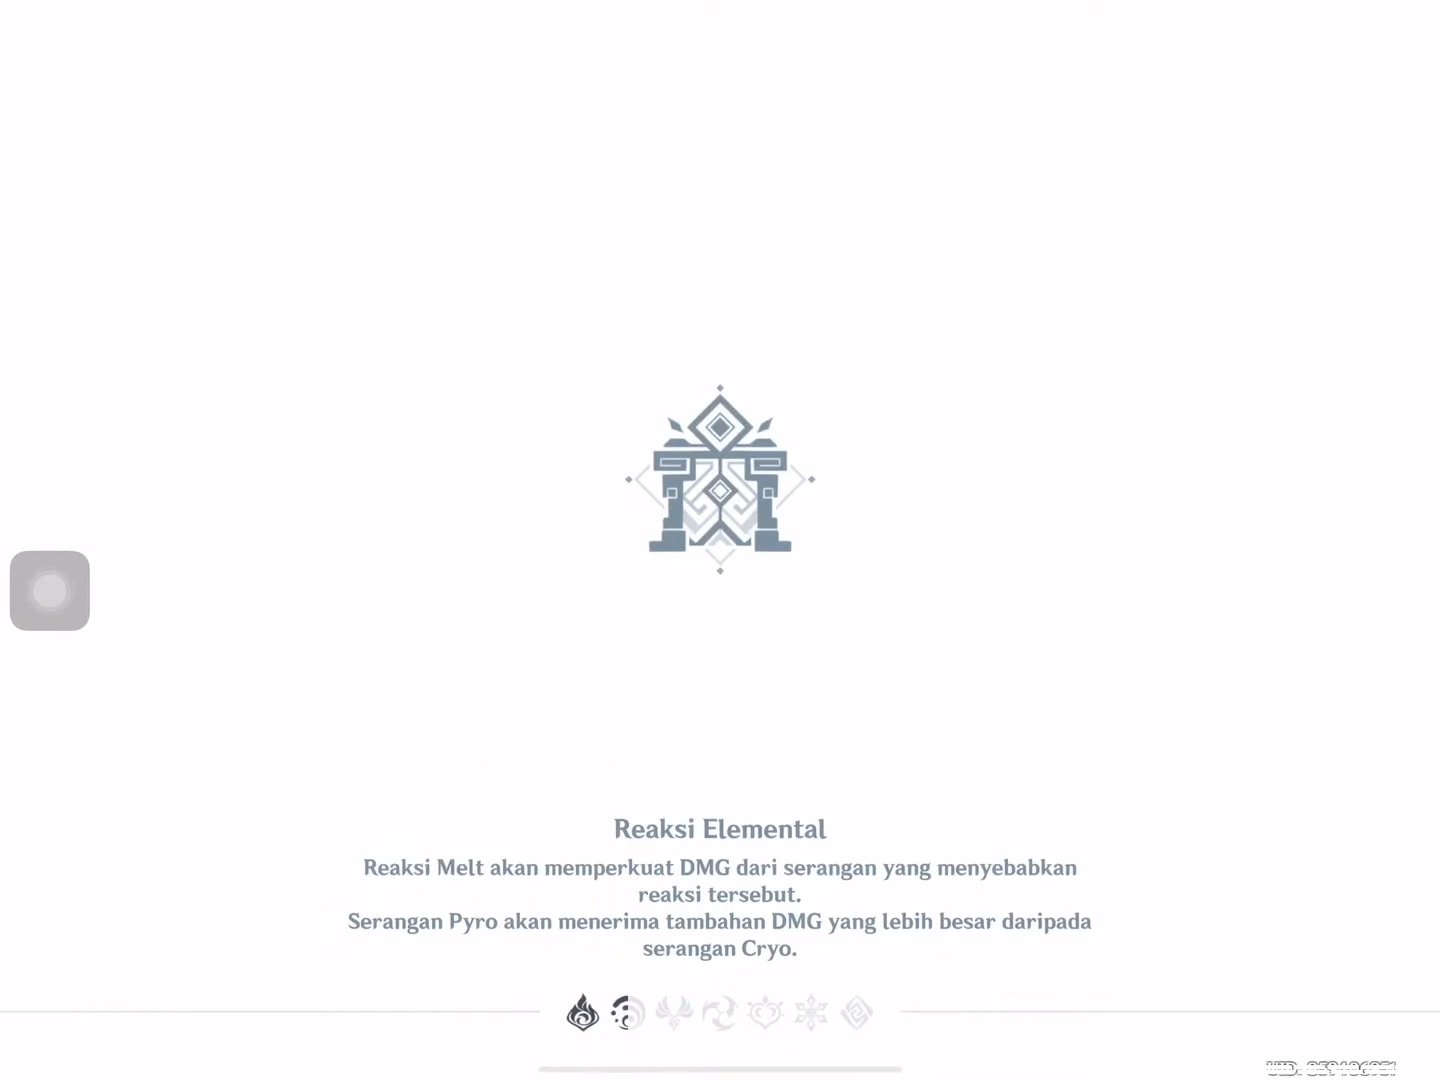 Reaksi Elemental
Reaksi Melt akan memperkuat DMG dari serangan yang menyebabkan
reaksi tersebut.
Serangan Pyro akan menerima tambahan DMG yang lebih besar daripada
serangan Cryo.
UID: